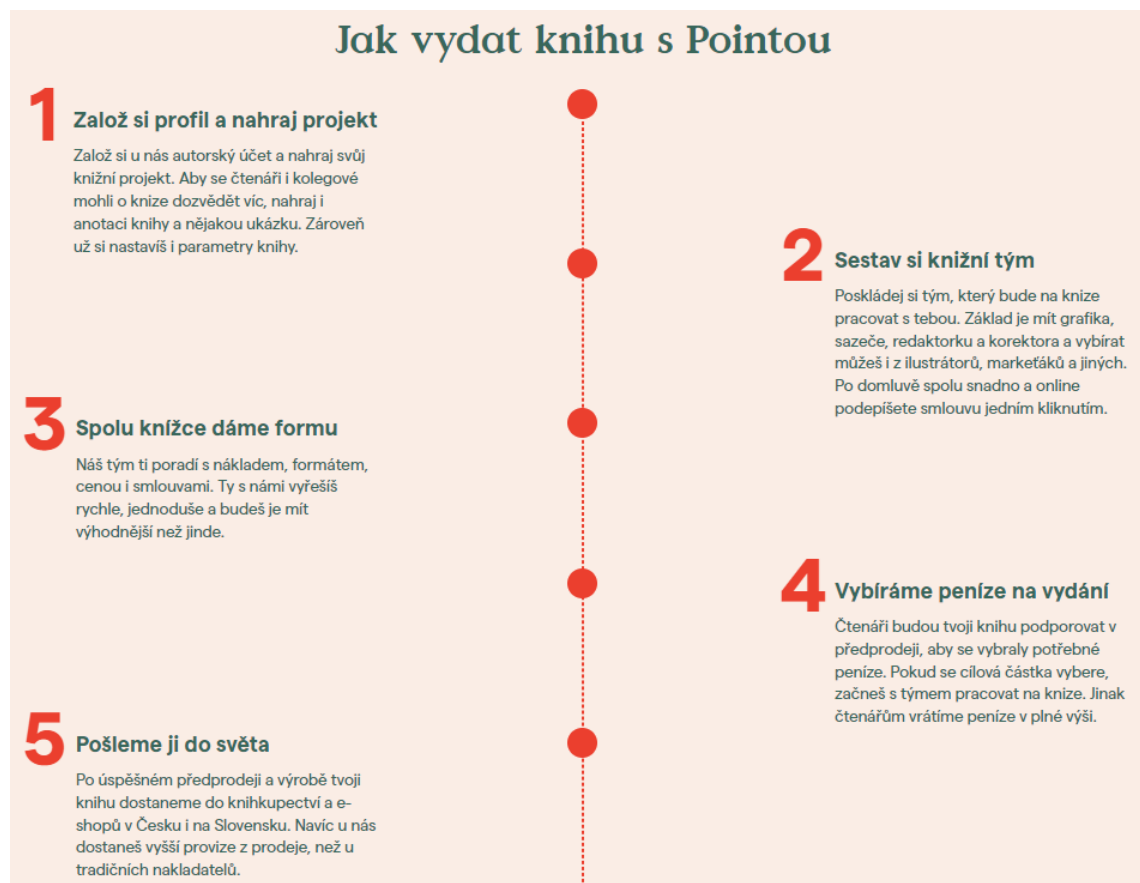 Jak vydat knihu s Pointou
1
Založ si profil a nahraj projekt
Založ si u nás autorský účet a nahraj svůj
knižní projekt. Aby se čtenáři i kolegové
mohli o knize dozvědět víc, nahraj i
anotaci knihy a nějakou ukázku. Zároveň
už si nastavíš i parametry knihy.
2
Sestav si knižní tým
Poskládej si tým, který bude na knize
pracovat s tebou. Základ je mít grafika,
sazeče, redaktorku a korektora a vybírat
můžeš i z ilustrátorů, markeťáků a jiných.
Po domluvě spolu snadno a online
podepíšete smlouvu jedním kliknutím.
3
Spolu knížce dáme formu
Náš tým ti poradí s nákladem, formátem,
cenou i smlouvami. Ty s námi vyřešíš
rychle, jednoduše a budeš je mít
výhodnější než jinde.
4
Vybíráme peníze na vydání
Čtenáři budou tvoji knihu podporovat v
předprodeji, aby se vybraly potřebné
peníze. Pokud se cílová částka vybere,
začneš s týmem pracovat na knize. Jinak
čtenářům vrátíme peníze v plné výši.
5
Pošleme ji do světa
Po úspěšném předprodeji a výrobě tvoji
knihu dostaneme do knihkupectví a e-
shopů v Česku i na Slovensku. Navíc u nás
dostaneš vyšší provize z prodeje, než u
tradičních nakladatelů.